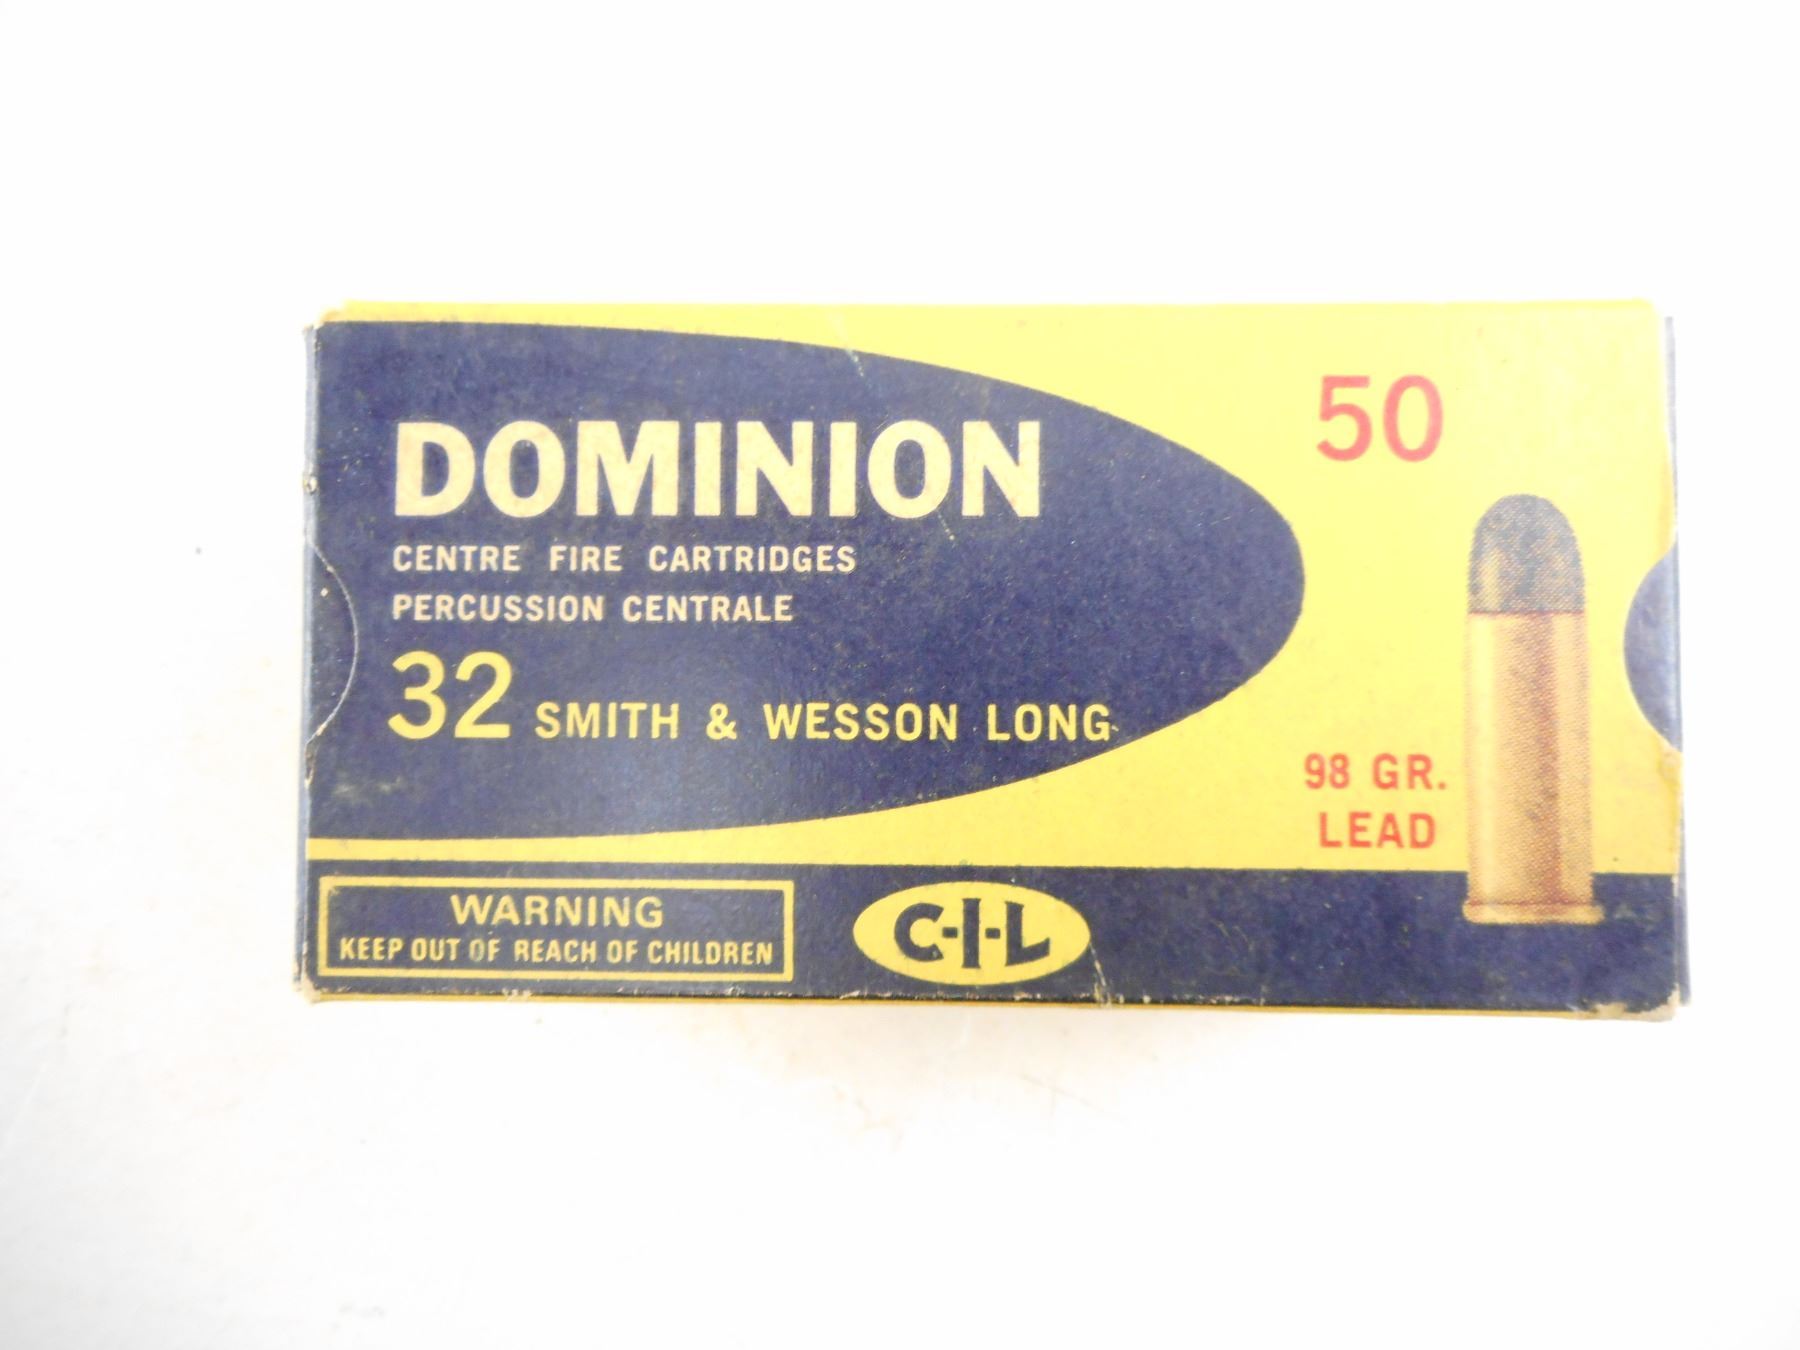 DOMINION
CENTRE FIRE CARTRIDGES
PERCUSSION CENTRALE
32 SMITH & WESSON LONG
50
98 GR.
LEAD
WARNING
KEEP OUT OF REACH OF CHILDREN
C-I-L